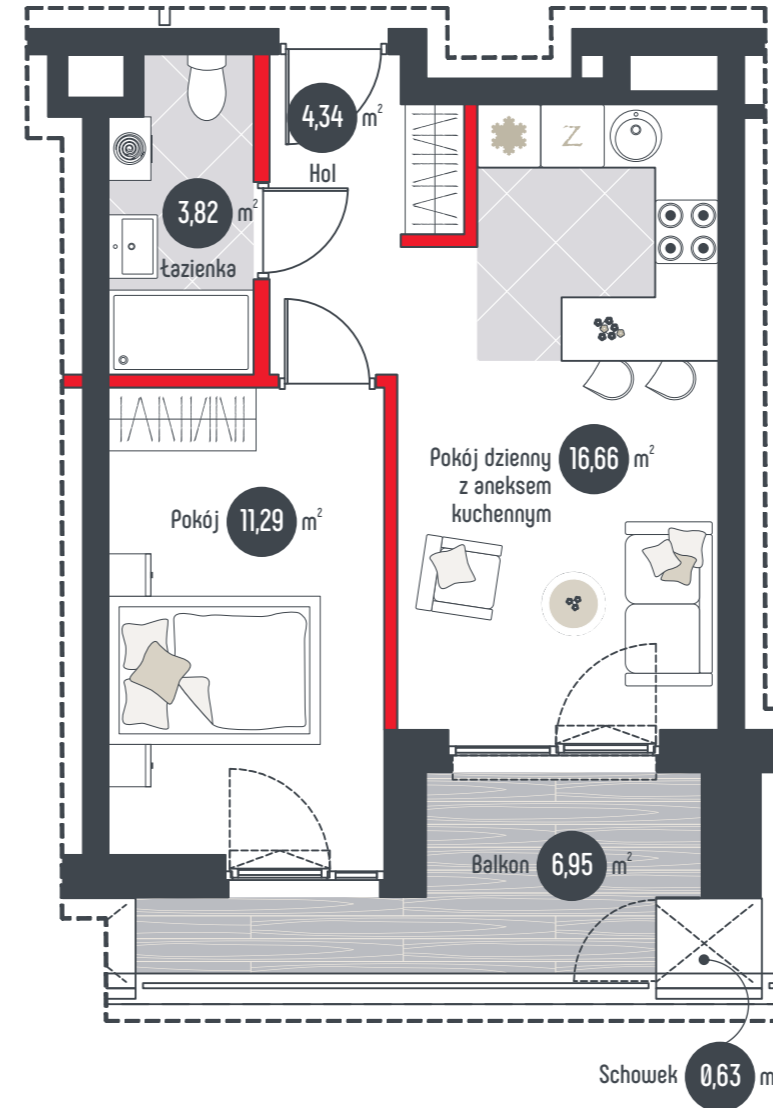 4,34 m²
Hol
3,82 m²
Łazienka
Z
Pokój dzienny
z aneksem
kuchennym
16,66 m²
Pokój 11,29 m²
Balkon 6,95 m²
Schowek 0,63 m